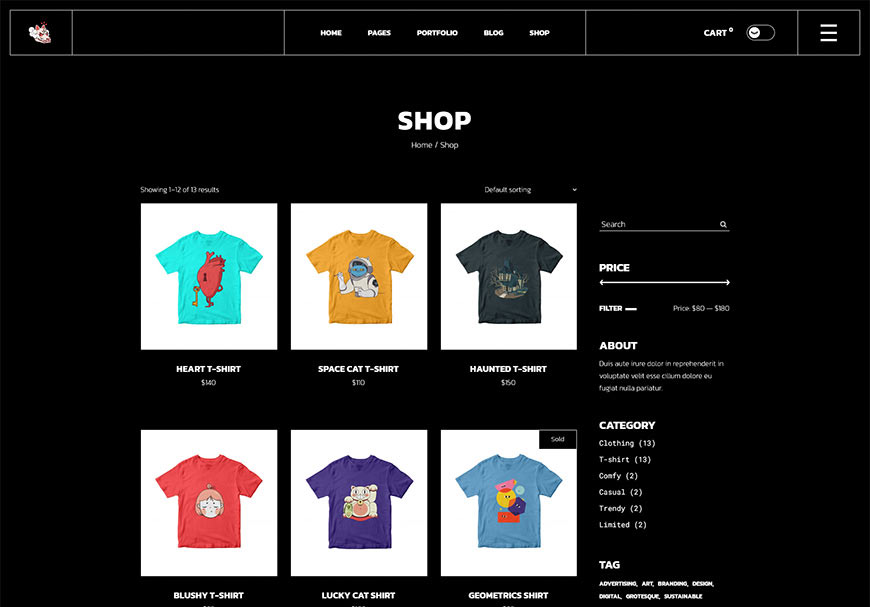 HOME PAGES PORTFOLIO BLOG SHOP
CART 0
SHOP
Home / Shop
Showing 1–12 of 13 results
Default sorting
HEART T-SHIRT
$140
SPACE CAT T-SHIRT
$110
HAUNTED T-SHIRT
$150
Sold
BLUSHY T-SHIRT
LUCKY CAT SHIRT
GEOMETRICS SHIRT
Search
PRICE
FILTER
Price: $80 — $180
ABOUT
Duis aute irure dolor in reprehenderit in
voluptate velit esse cillum dolore eu
fugiat nulla pariatur.
CATEGORY
Clothing (13)
T-shirt (13)
Comfy (2)
Casual (2)
Trendy (2)
Limited (2)
TAG
ADVERTISING, ART, BRANDING, DESIGN,
DIGITAL, GROTESQUE, SUSTAINABLE